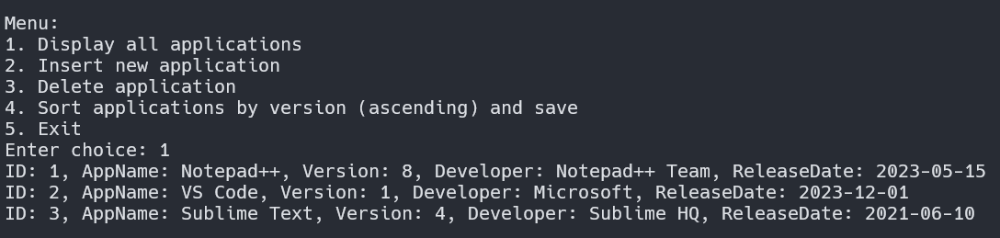 Menu:
1. Display all applications
2. Insert new application
3. Delete application
4. Sort applications by version (ascending) and save
5. Exit
Enter choice: 1
ID: 1, AppName: Notepad++, Version: 8, Developer: Notepad++ Team, ReleaseDate: 2023-05-15
ID: 2, AppName: VS Code, Version: 1, Developer: Microsoft, ReleaseDate: 2023-12-01
ID: 3, AppName: Sublime Text, Version: 4, Developer: Sublime HQ, ReleaseDate: 2021-06-10